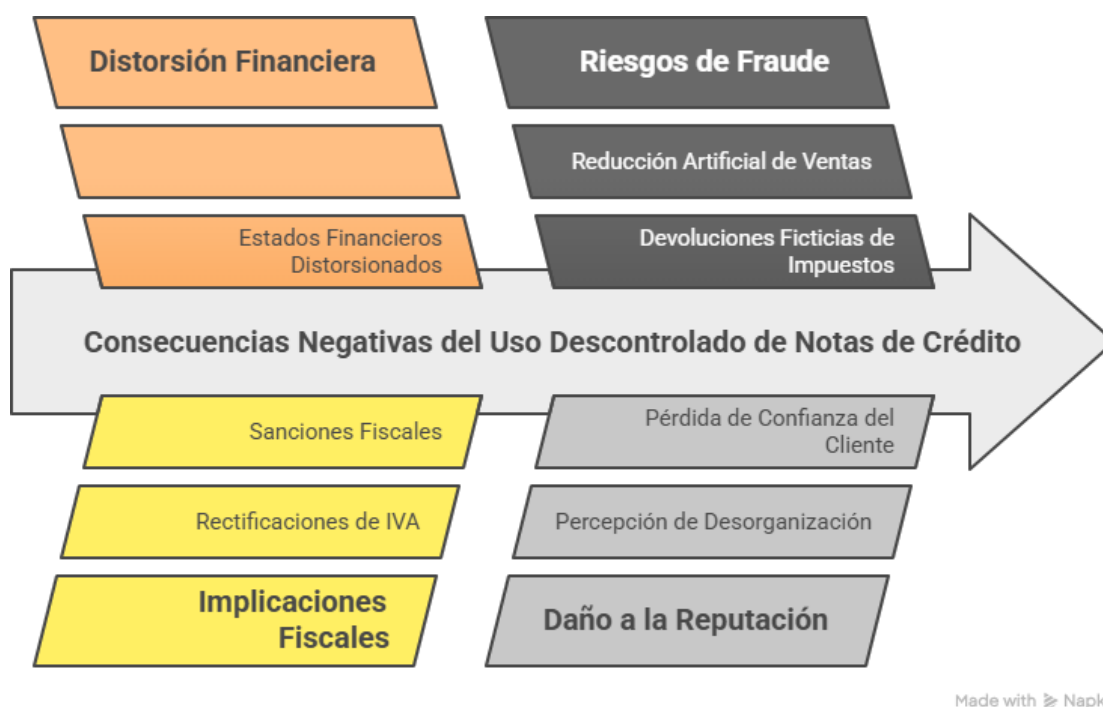 Distorsión Financiera
Riesgos de Fraude
Reducción Artificial de Ventas
Estados Financieros
Distorsionados
Devoluciones Ficticias de
Impuestos
Consecuencias Negativas del Uso Descontrolado de Notas de Crédito
Sanciones Fiscales
Pérdida de Confianza del
Cliente
Rectificaciones de IVA
Percepción de Desorganización
Implicaciones
Fiscales
Daño a la Reputación
Made with Napk